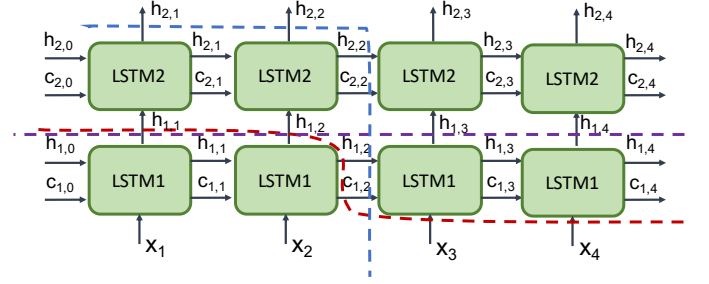 h2,1 h2,2 h2,3 h2,4
h2,0 h2,1 h2,2 h2,3 h2,4
LSTM2 LSTM2 LSTM2 LSTM2
c2,0 c2,1 c2,2 c2,3 c2,4
h1,1 h1,2 h1,3 h1,4
h1,0 h1,1 h1,2 h1,3 h1,4
LSTM1 LSTM1 LSTM1 LSTM1
c1,0 c1,1 c1,2 c1,3 c1,4
x1 x2 x3 x4